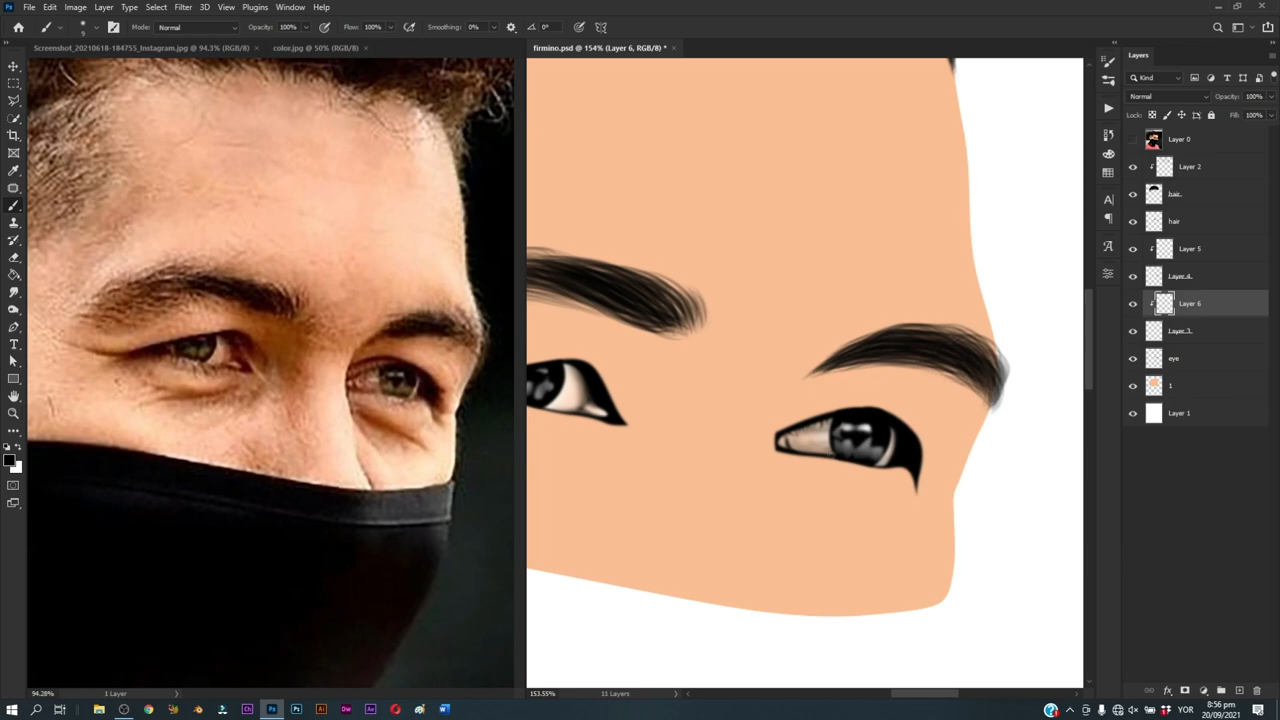 Ps File Edit Image Layer Type Select Filter 3D View Plugins Window Help
9 Mode: Normal Opacity: 100% Flow: 100% Smoothing: 0% 0°
Screenshot_20210618-184755_Instagram.jpg @ 94.3% (RGB/8) × color.jpg @ 50% (RGB/8) × firmino.psd @ 154% (Layer 6, RGB/8) * ×
Layers
Kind
Normal Opacity: 100%
Lock: Fill: 100%
Layer 0
Layer 2
hair
hair
Layer 5
Layer 4
Layer 6
Layer 3
eye
1
Layer 1
94.28% 1 Layer 153.55% 11 Layers
YOR 8:56 pm
20/09/2021